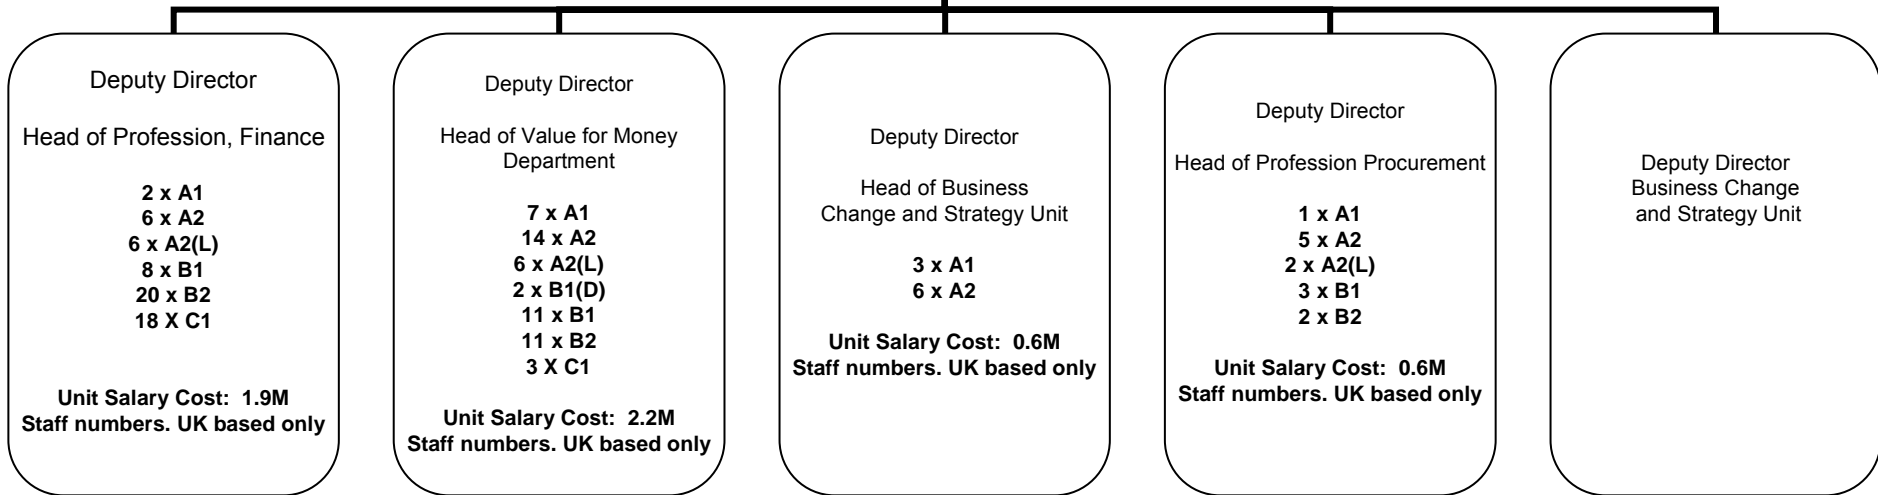 Deputy Director
Head of Profession, Finance
2 x A1
6 x A2
6 x A2(L)
8 x B1
20 x B2
18 X C1
Unit Salary Cost: 1.9M
Staff numbers. UK based only
Deputy Director
Head of Value for Money
Department
7 x A1
14 x A2
6 x A2(L)
2 x B1(D)
11 x B1
11 x B2
3 X C1
Unit Salary Cost: 2.2M
Staff numbers. UK based only
Deputy Director
Head of Business
Change and Strategy Unit
3 x A1
6 x A2
Unit Salary Cost: 0.6M
Staff numbers. UK based only
Deputy Director
Head of Profession Procurement
1 x A1
5 x A2
2 x A2(L)
3 x B1
2 x B2
Unit Salary Cost: 0.6M
Staff numbers. UK based only
Deputy Director
Business Change
and Strategy Unit